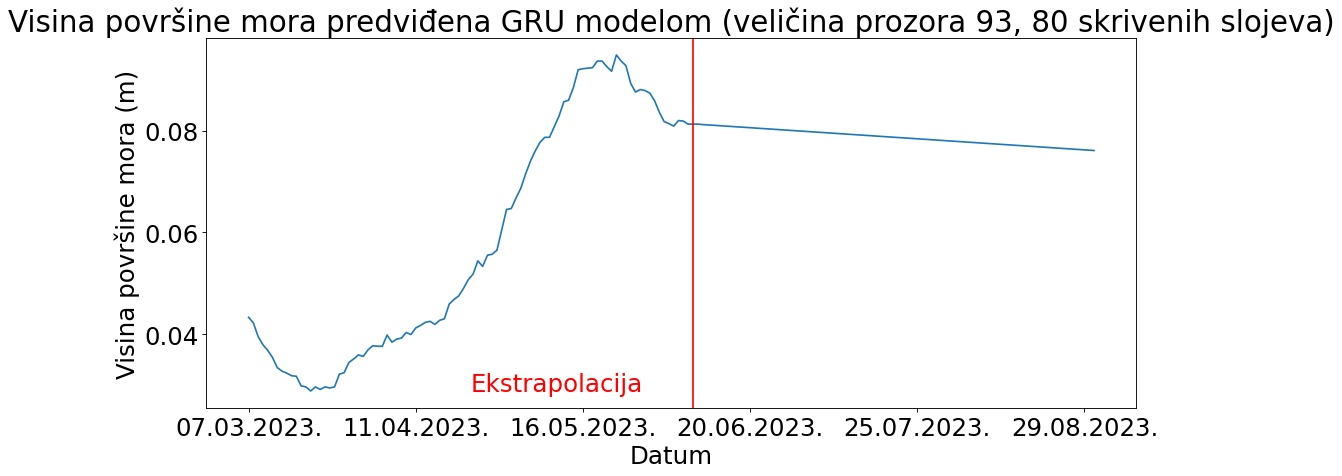 Visina površine mora predviđena GRU modelom (veličina prozora 93, 80 skrivenih slojeva)
Visina površine mora (m)
0.08
0.06
0.04
Ekstrapolacija
07.03.2023. 11.04.2023. 16.05.2023. 20.06.2023. 25.07.2023. 29.08.2023.
Datum